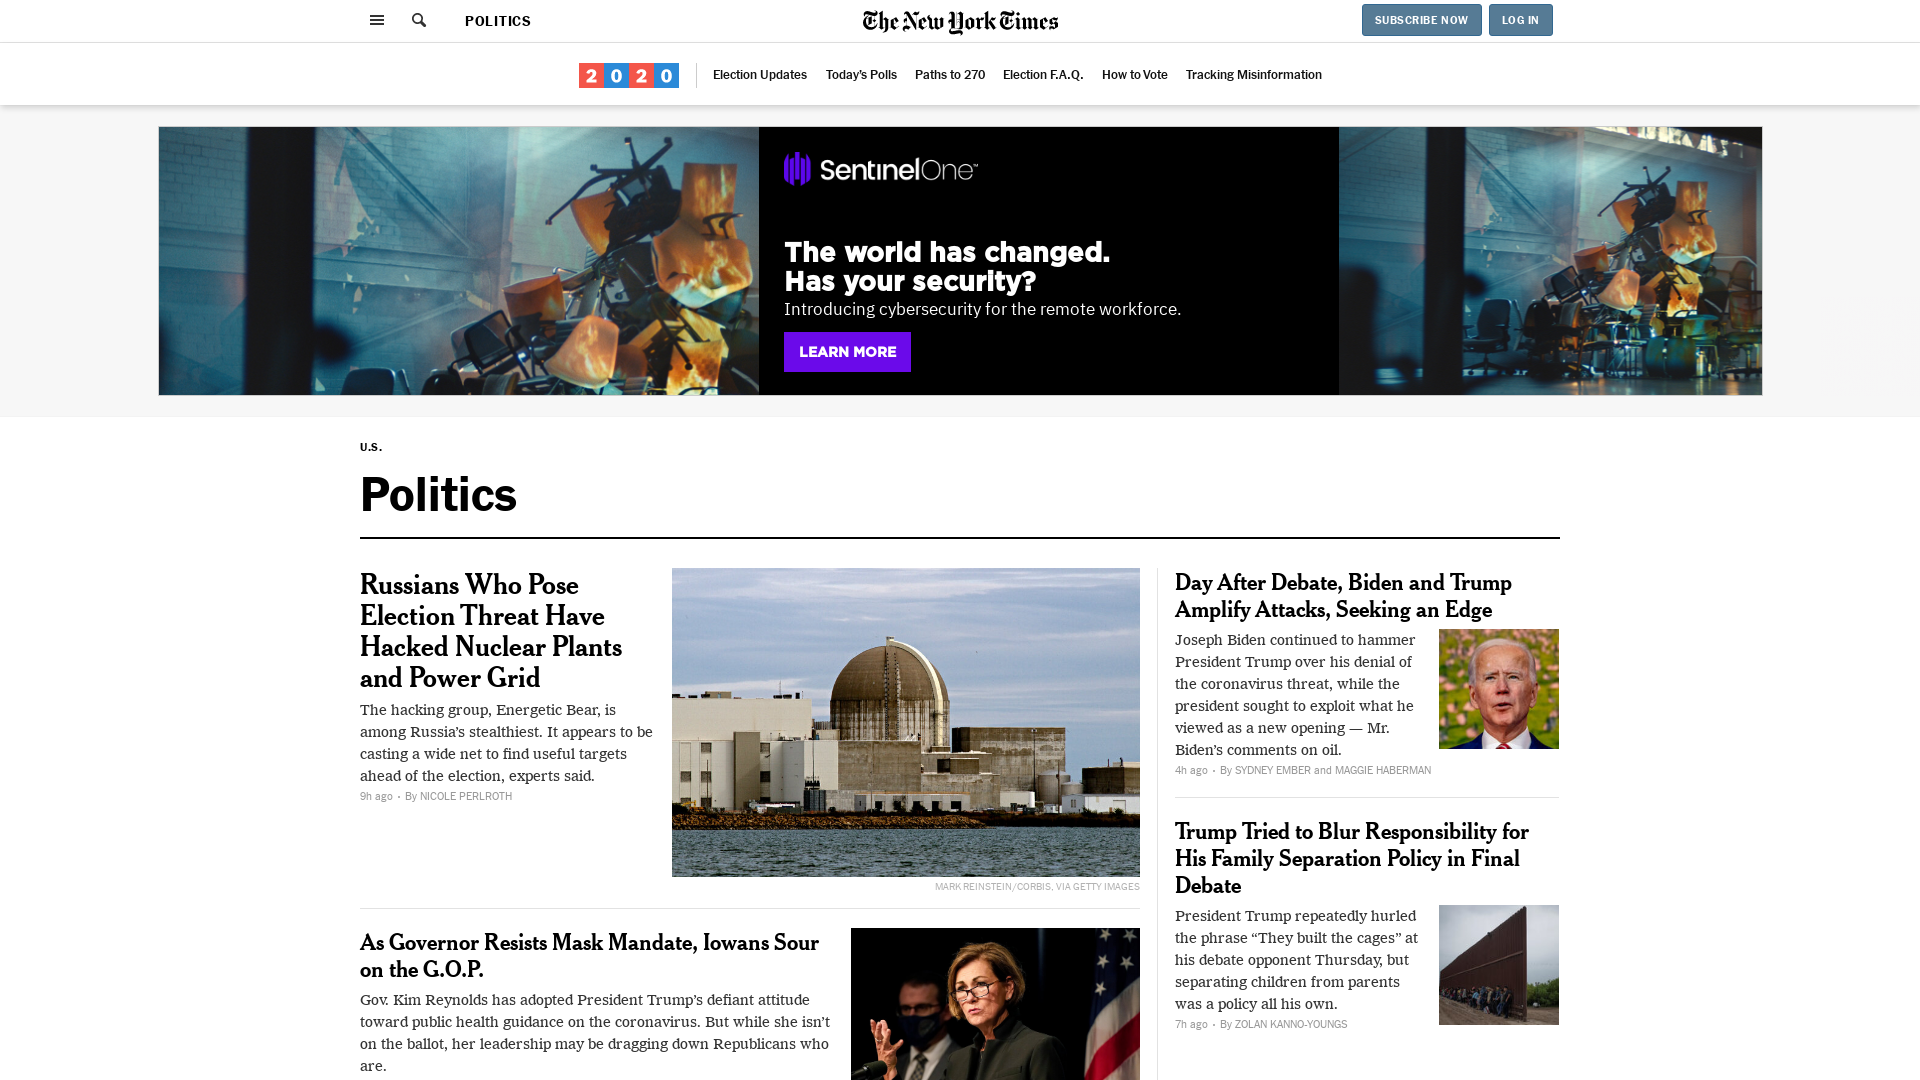 POLITICS
The New York Times
SUBSCRIBE NOW
LOG IN
2020
Election Updates
Today's Polls
Paths to 270
Election F.A.Q.
How to Vote
Tracking Misinformation
SentinelOne™
The world has changed.
Has your security?
Introducing cybersecurity for the remote workforce.
LEARN MORE
U.S.
Politics
Russians Who Pose
Election Threat Have
Hacked Nuclear Plants
and Power Grid
The hacking group, Energetic Bear, is
among Russia's stealthiest. It appears to be
casting a wide net to find useful targets
ahead of the election, experts said.
9h ago • By NICOLE PERLROTH
MARK REINSTEIN/CORBIS, VIA GETTY IMAGES
As Governor Resists Mask Mandate, Iowans Sour
on the G.O.P.
Gov. Kim Reynolds has adopted President Trump's defiant attitude
toward public health guidance on the coronavirus. But while she isn't
on the ballot, her leadership may be dragging down Republicans who
are.
Day After Debate, Biden and Trump
Amplify Attacks, Seeking an Edge
Joseph Biden continued to hammer
President Trump over his denial of
the coronavirus threat, while the
president sought to exploit what he
viewed as a new opening — Mr.
Biden's comments on oil.
4h ago • By SYDNEY EMBER and MAGGIE HABERMAN
Trump Tried to Blur Responsibility for
His Family Separation Policy in Final
Debate
President Trump repeatedly hurled
the phrase “They built the cages” at
his debate opponent Thursday, but
separating children from parents
was a policy all his own.
7h ago • By ZOLAN KANNO-YOUNGS